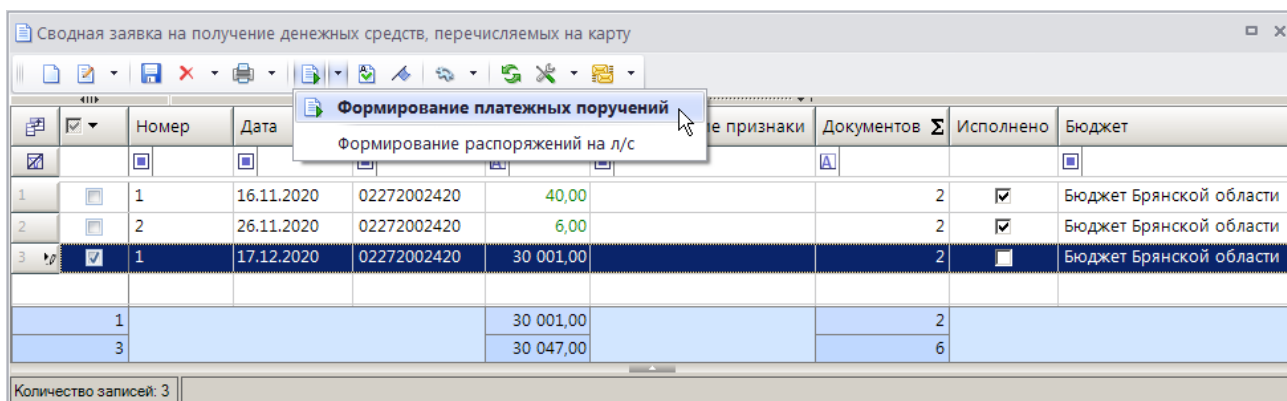 Сводная заявка на получение денежных средств, перечисляемых на карту
Формирование платежных поручений
Формирование распоряжений на л/с
Номер Дата признаки Документов Σ Исполнено Бюджет
1 1 16.11.2020 02272002420 40,00 2 Бюджет Брянской области
2 2 26.11.2020 02272002420 6,00 2 Бюджет Брянской области
3 1 17.12.2020 02272002420 30 001,00 2 Бюджет Брянской области
1 30 001,00 2
3 30 047,00 6
Количество записей: 3